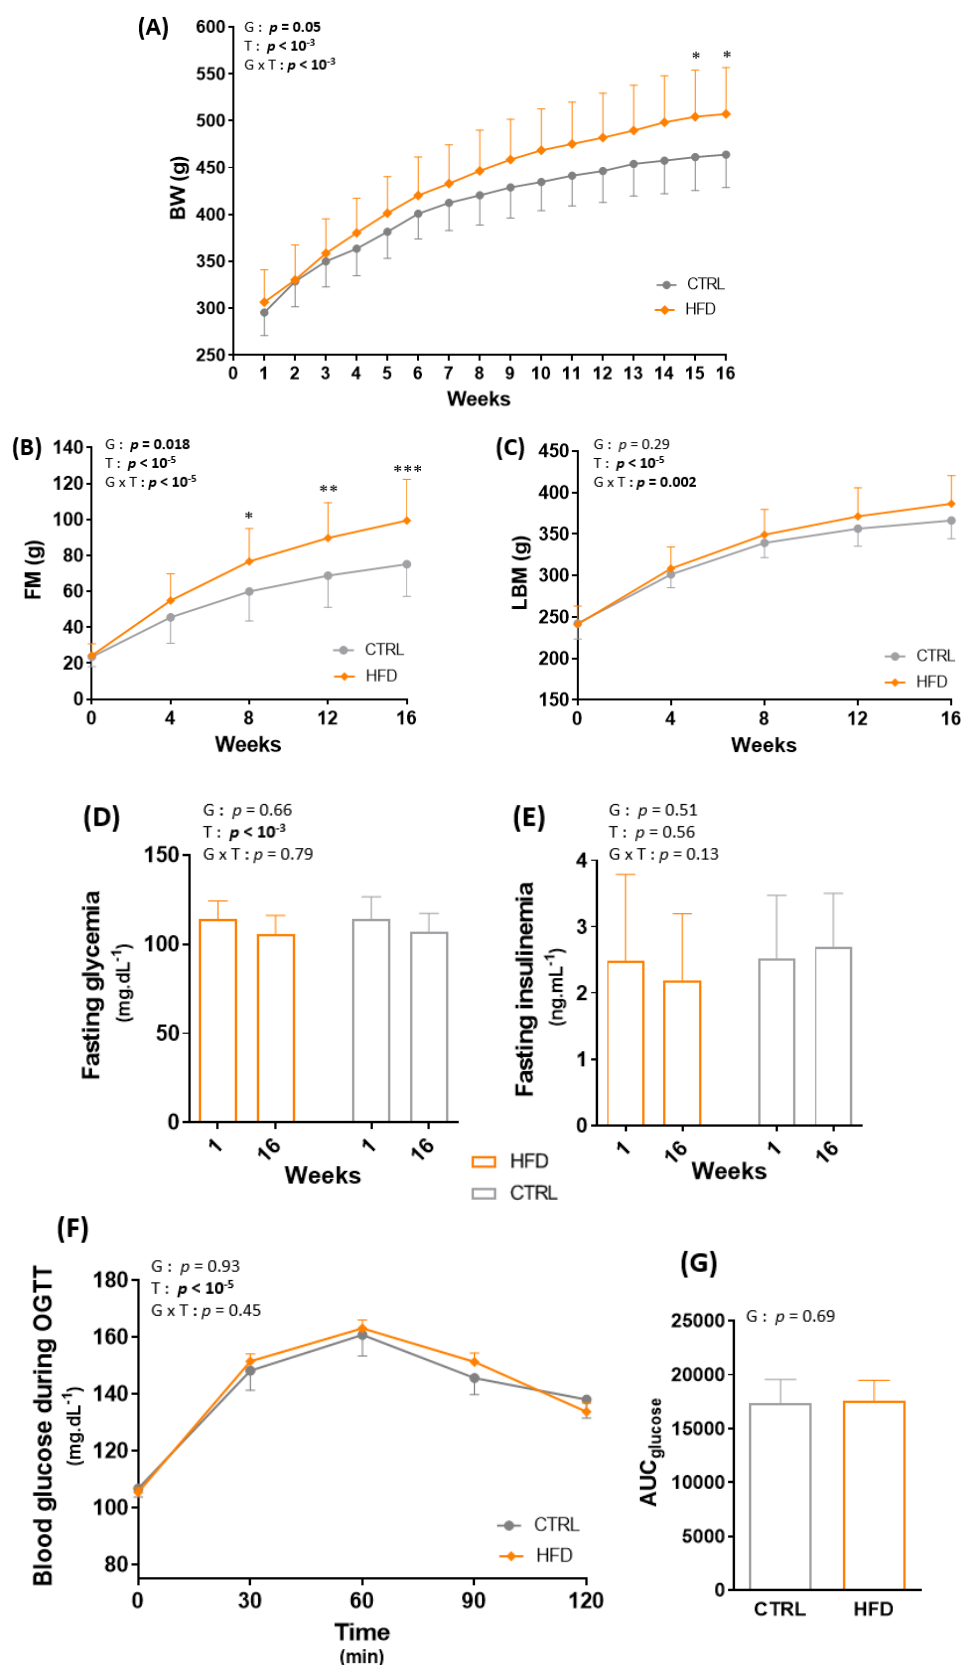 (A)
G : p = 0.05
T : p < 10-3
G x T : p < 10-3
600
550
500
450
400
350
300
250
BW (g)
* *
CTRL
HFD
0 1 2 3 4 5 6 7 8 9 10 11 12 13 14 15 16
Weeks
(B)
G : p = 0.018
T : p < 10-5
G x T : p < 10-5
140
120
100
80
60
40
20
0
FM (g)
* ** ***
CTRL
HFD
0 4 8 12 16
Weeks
(C)
G : p = 0.29
T : p < 10-5
G x T : p = 0.002
450
400
350
300
250
200
150
LBM (g)
CTRL
HFD
0 4 8 12 16
Weeks
(D)
G : p = 0.66
T : p < 10-3
G x T : p = 0.79
150
100
50
0
Fasting glycemia
(mg.dL-1)
1 16 1 16
Weeks
(E)
G : p = 0.51
T : p = 0.56
G x T : p = 0.13
4
3
2
1
0
Fasting insulinemia
(ng.mL-1)
1 16 1 16
Weeks
HFD
CTRL
(F)
G : p = 0.93
T : p < 10-5
G x T : p = 0.45
180
160
140
120
100
80
Blood glucose during OGTT
(mg.dL-1)
CTRL
HFD
0 30 60 90 120
Time
(min)
(G)
G : p = 0.69
25000
20000
15000
10000
5000
0
AUCglucose
CTRL HFD